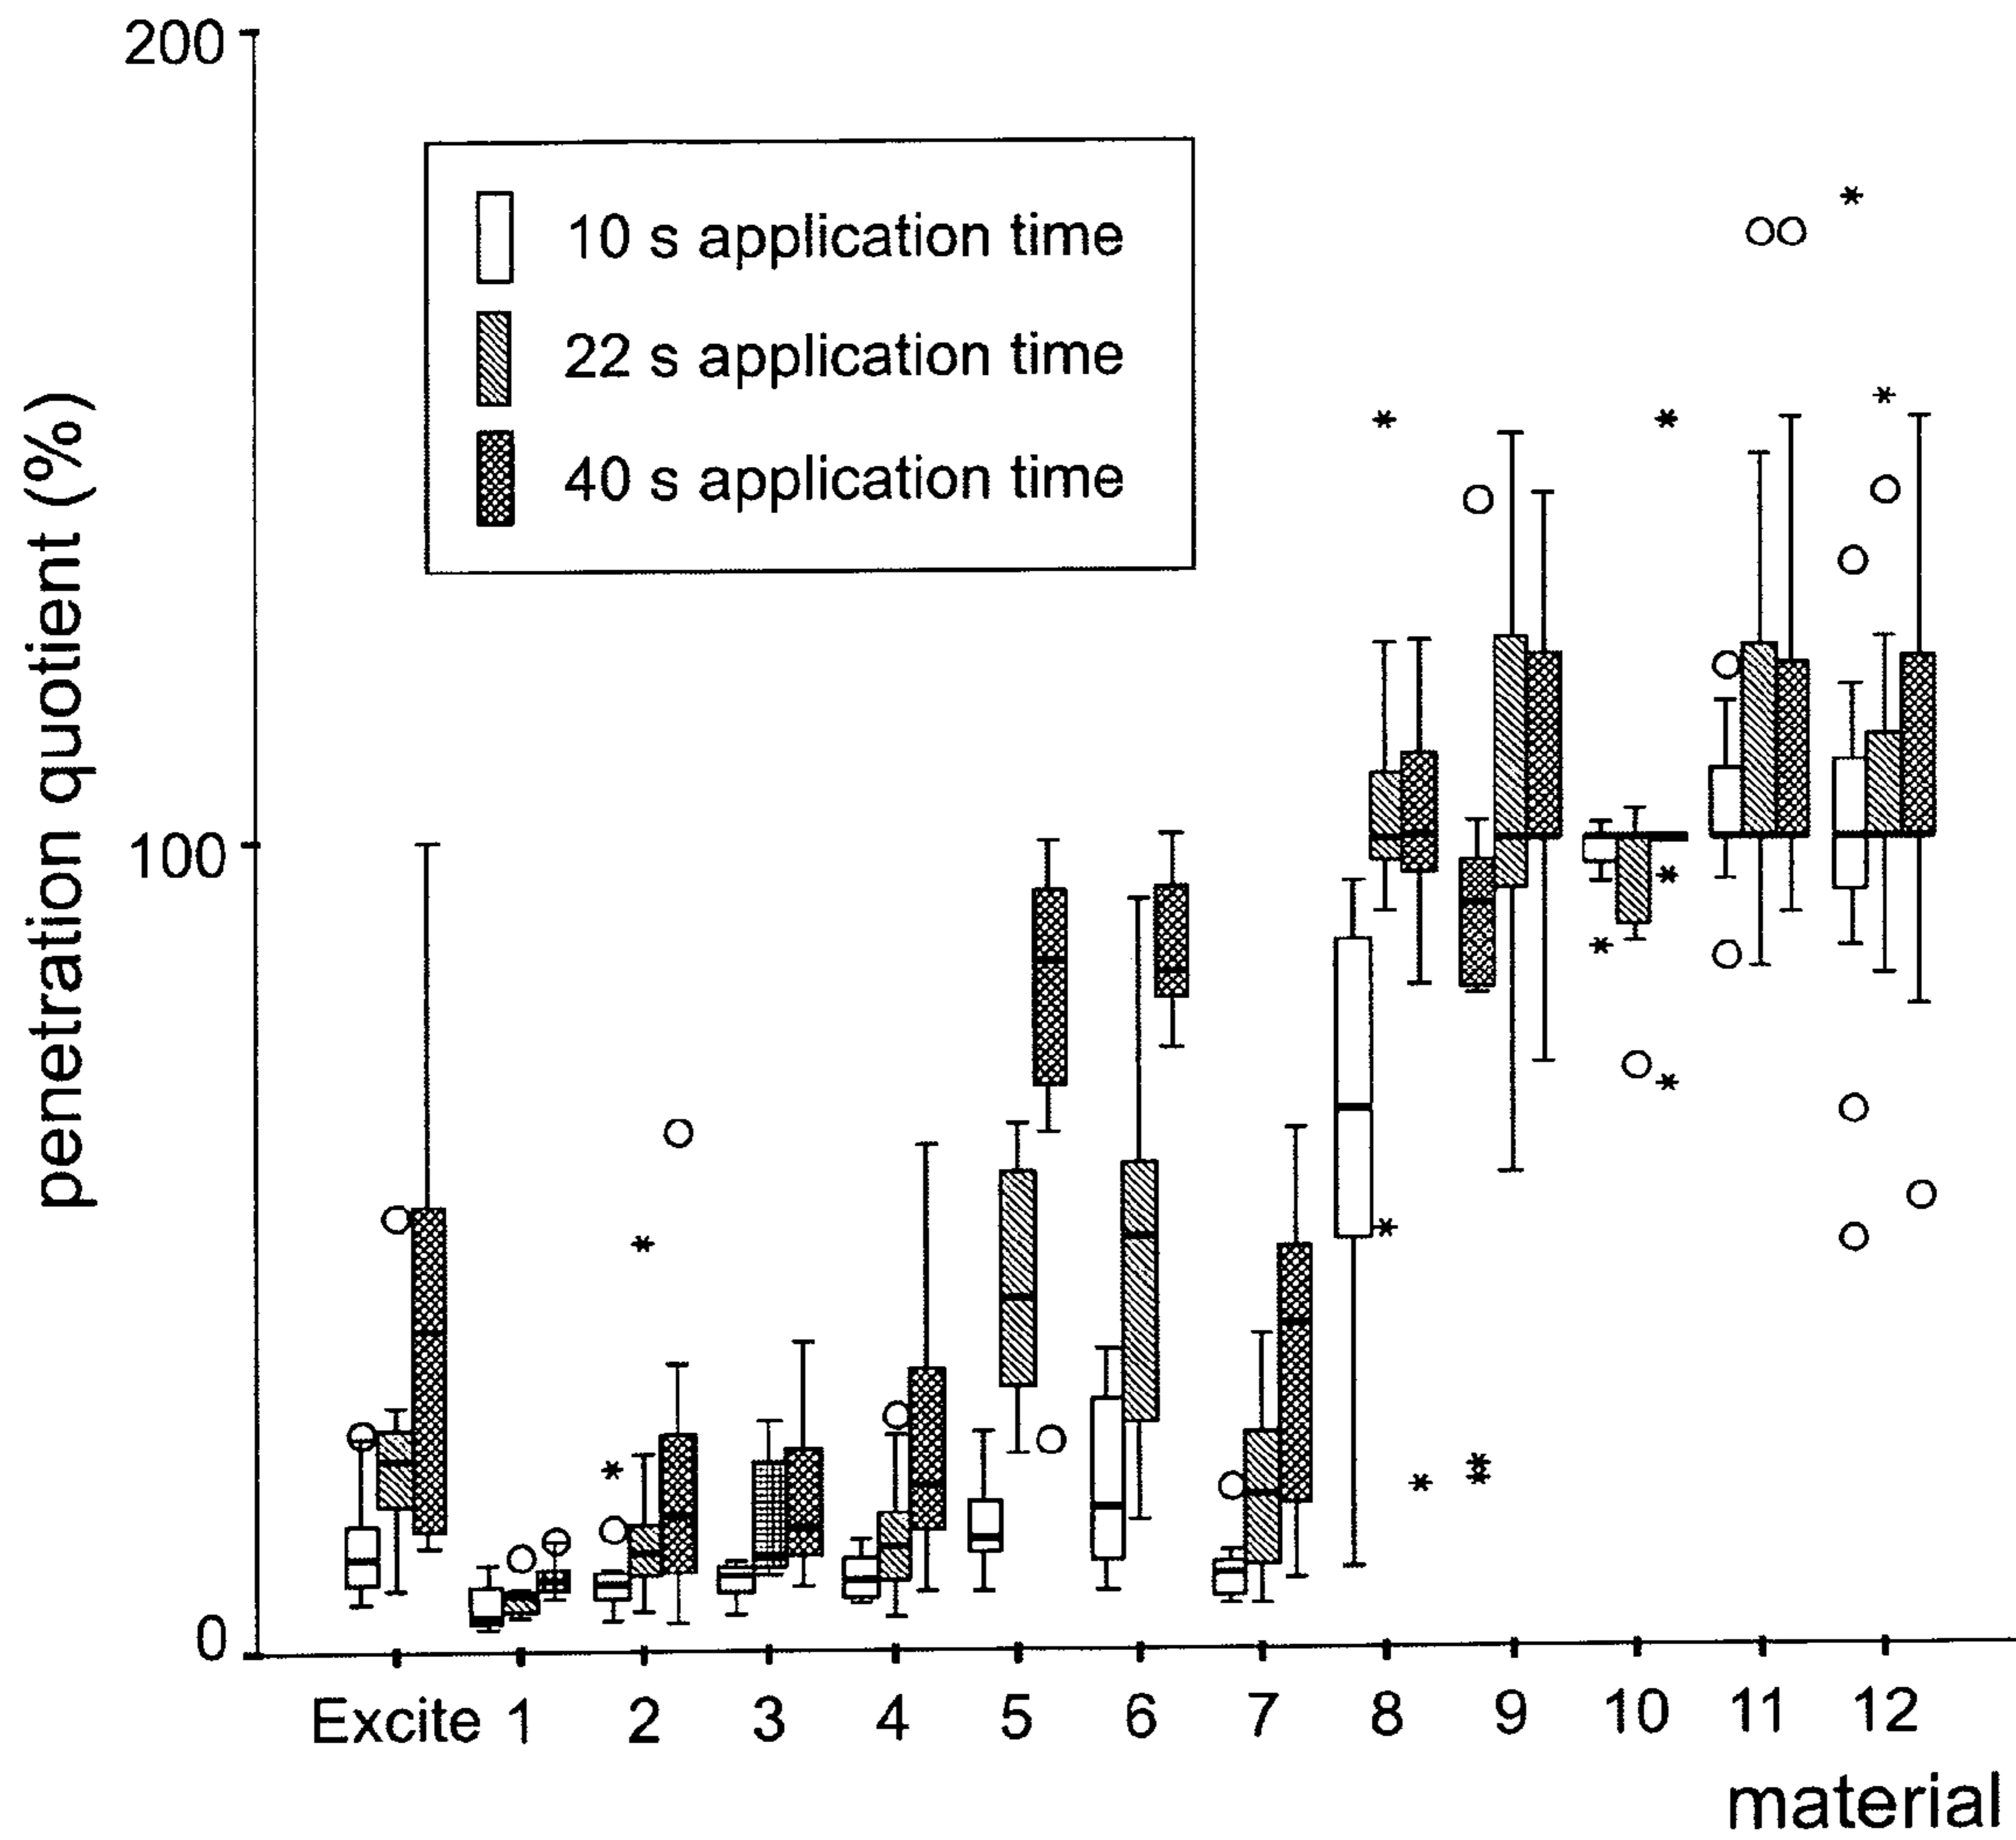 200
10 s application time
22 s application time
40 s application time
penetration quotient (%)
100
0
Excite 1 2 3 4 5 6 7 8 9 10 11 12
material